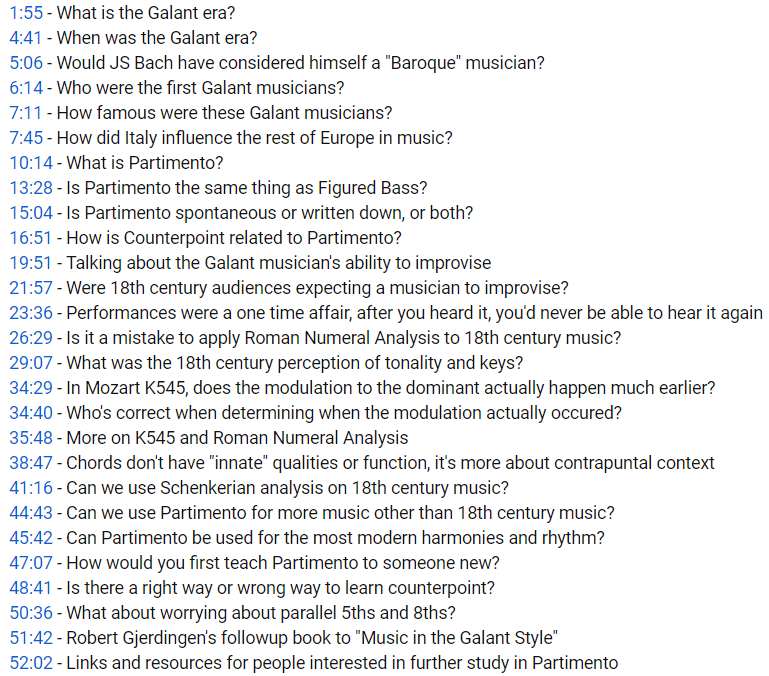 1:55 - What is the Galant era?
4:41 - When was the Galant era?
5:06 - Would JS Bach have considered himself a "Baroque" musician?
6:14 - Who were the first Galant musicians?
7:11 - How famous were these Galant musicians?
7:45 - How did Italy influence the rest of Europe in music?
10:14 - What is Partimento?
13:28 - Is Partimento the same thing as Figured Bass?
15:04 - Is Partimento spontaneous or written down, or both?
16:51 - How is Counterpoint related to Partimento?
19:51 - Talking about the Galant musician's ability to improvise
21:57 - Were 18th century audiences expecting a musician to improvise?
23:36 - Performances were a one time affair, after you heard it, you'd never be able to hear it again
26:29 - Is it a mistake to apply Roman Numeral Analysis to 18th century music?
29:07 - What was the 18th century perception of tonality and keys?
34:29 - In Mozart K545, does the modulation to the dominant actually happen much earlier?
34:40 - Who's correct when determining when the modulation actually occured?
35:48 - More on K545 and Roman Numeral Analysis
38:47 - Chords don't have "innate" qualities or function, it's more about contrapuntal context
41:16 - Can we use Schenkerian analysis on 18th century music?
44:43 - Can we use Partimento for more music other than 18th century music?
45:42 - Can Partimento be used for the most modern harmonies and rhythm?
47:07 - How would you first teach Partimento to someone new?
48:41 - Is there a right way or wrong way to learn counterpoint?
50:36 - What about worrying about parallel 5ths and 8ths?
51:42 - Robert Gjerdingen's followup book to "Music in the Galant Style"
52:02 - Links and resources for people interested in further study in Partimento